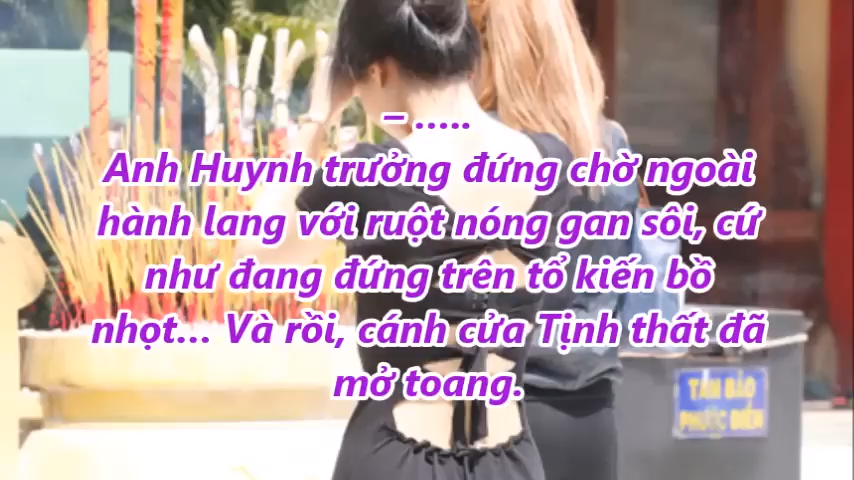 – …..
Anh Huynh trưởng đứng chờ ngoài
hành lang với ruột nóng gan sôi, cứ
như đang đứng trên tổ kiến bồ
nhọt… Và rồi, cánh cửa Tịnh thất đã
mở toang.
TAM BẢO
PHƯỚC ĐIỀN